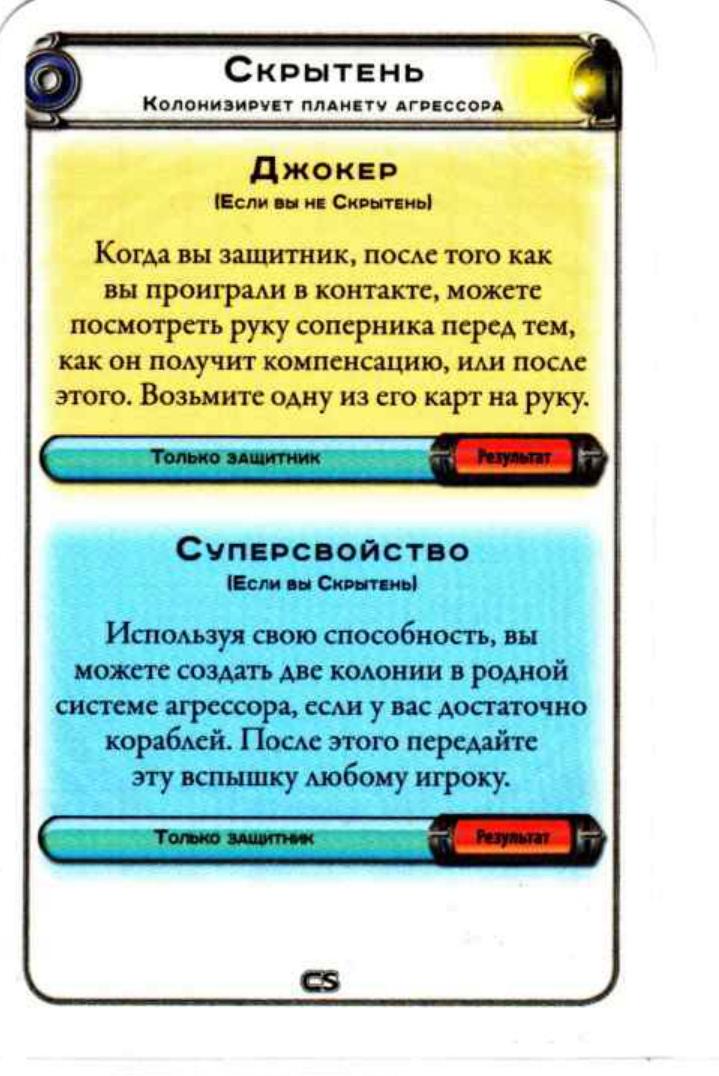 Скрытень
Колонизирует планету агрессора
Джокер
(Если вы не Скрытень)
Когда вы защитник, после того как
вы проиграли в контакте, можете
посмотреть руку соперника перед тем,
как он получит компенсацию, или после
этого. Возьмите одну из его карт на руку.
Только защитник Результат
Суперсвойство
(Если вы Скрытень)
Используя свою способность, вы
можете создать две колонии в родной
системе агрессора, если у вас достаточно
кораблей. После этого передайте
эту вспышку любому игроку.
Только защитник Результат
CS